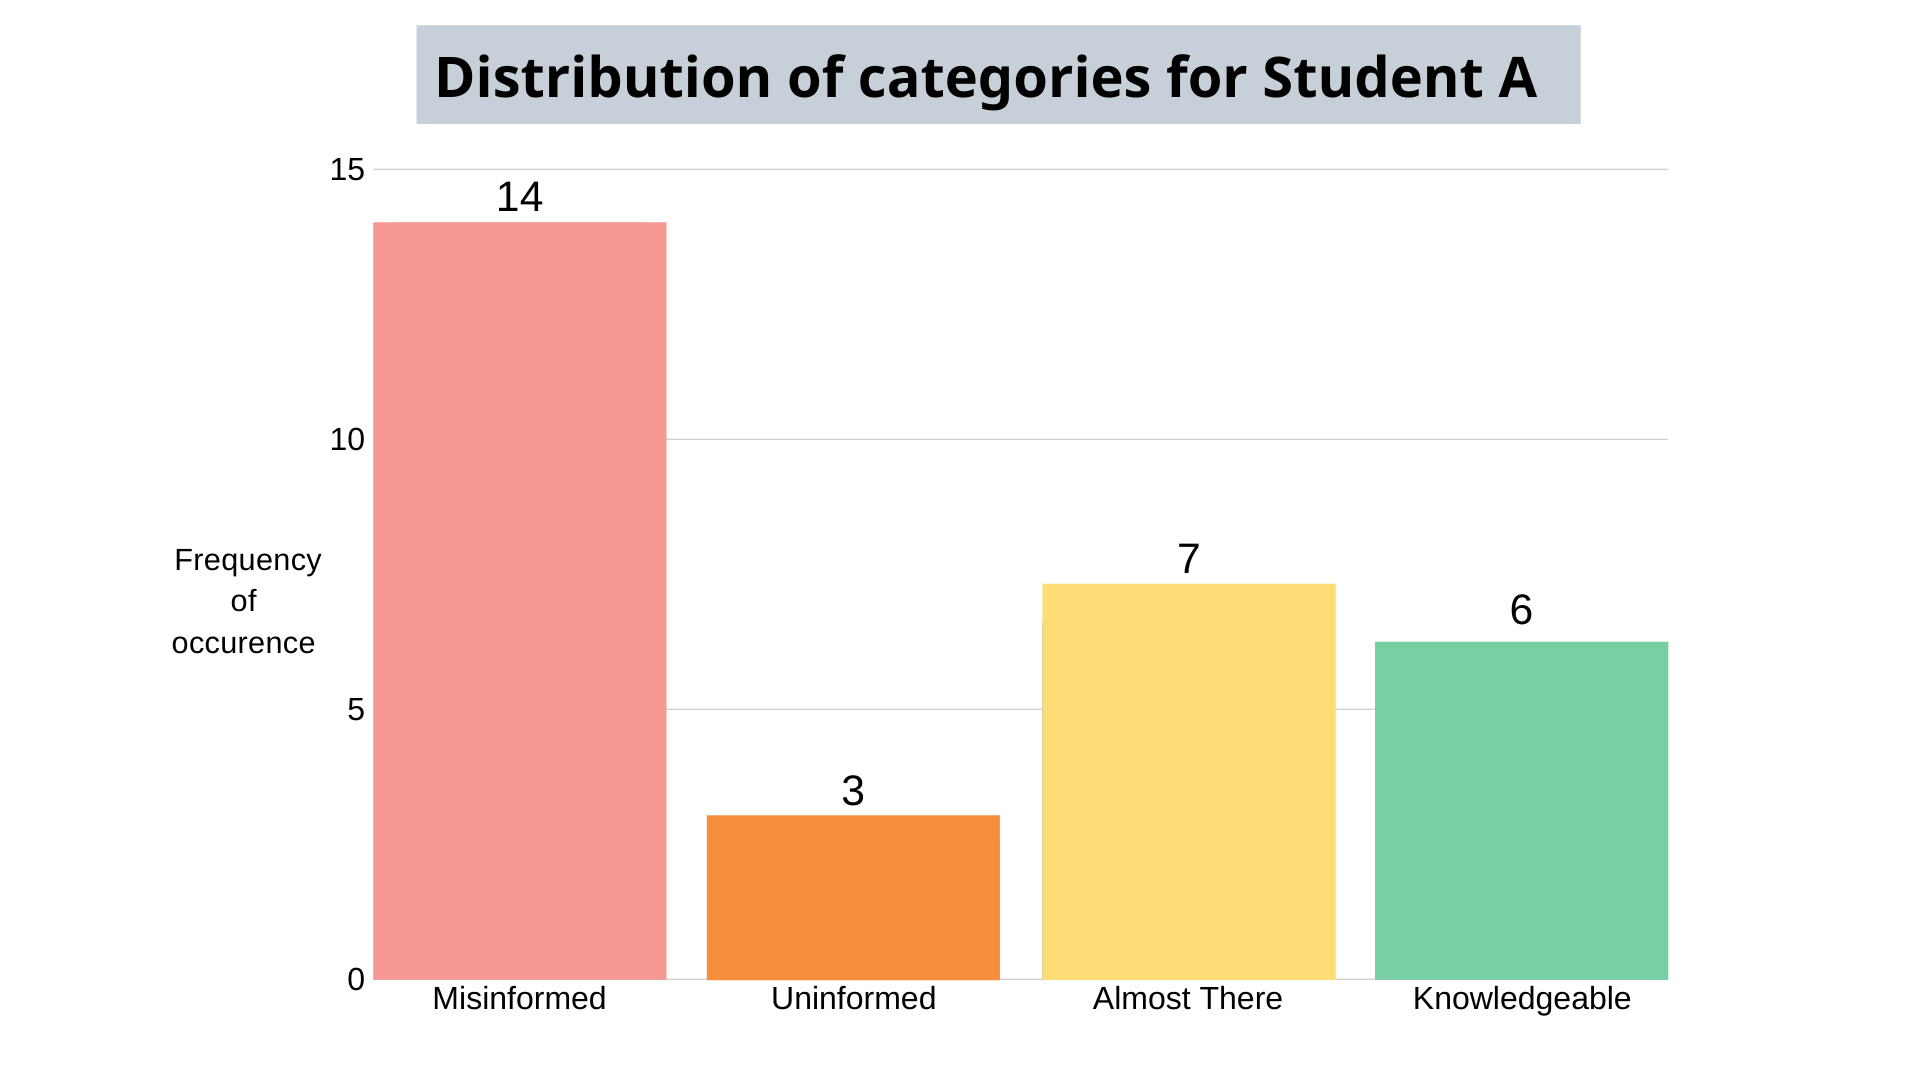 Distribution of categories for Student A
15
14
10
7
Frequency
of
occurence
6
5
3
0
Misinformed Uninformed Almost There Knowledgeable